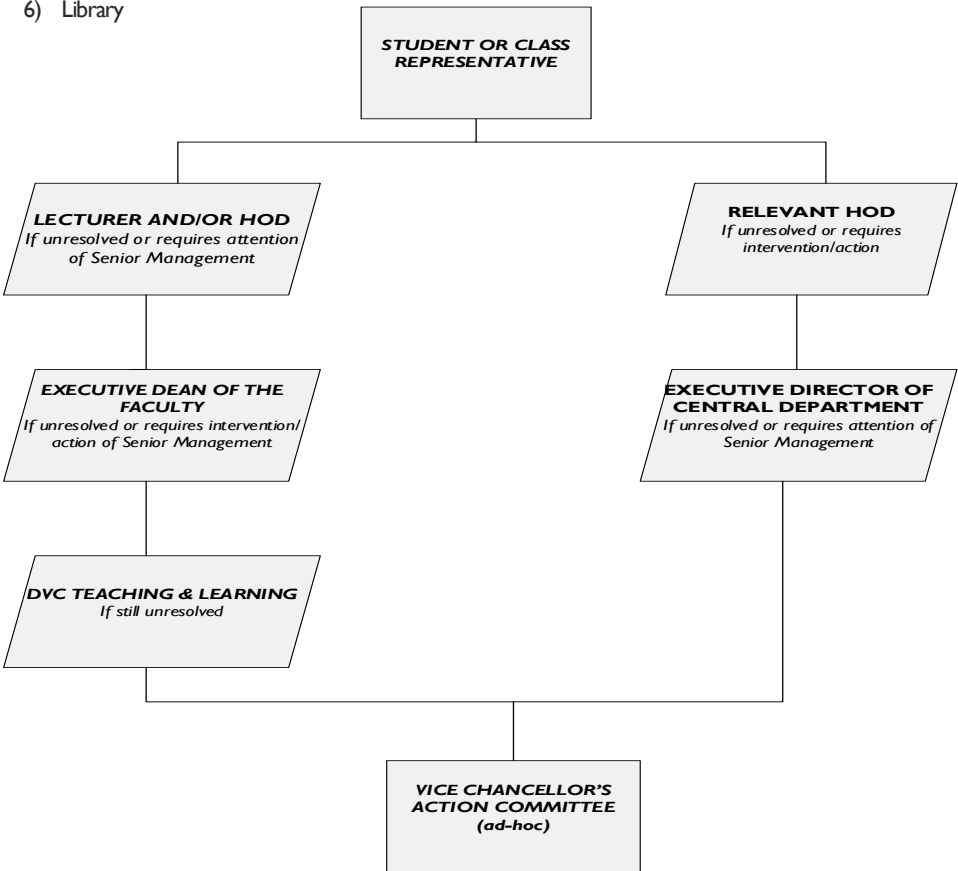 6) Library
STUDENT OR CLASS
REPRESENTATIVE
LECTURER AND/OR HOD
If unresolved or requires attention
of Senior Management
RELEVANT HOD
If unresolved or requires
intervention/action
EXECUTIVE DEAN OF THE
FACULTY
If unresolved or requires intervention/
action of Senior Management
EXECUTIVE DIRECTOR OF
CENTRAL DEPARTMENT
If unresolved or requires attention of
Senior Management
DVC TEACHING & LEARNING
If still unresolved
VICE CHANCELLOR'S
ACTION COMMITTEE
(ad-hoc)